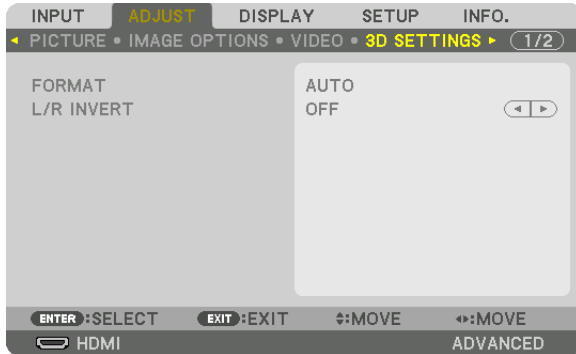 INPUT ADJUST DISPLAY SETUP INFO.
PICTURE • IMAGE OPTIONS • VIDEO • 3D SETTINGS 1/2
FORMAT AUTO
L/R INVERT OFF
ENTER :SELECT EXIT :EXIT :MOVE :MOVE
HDMI ADVANCED